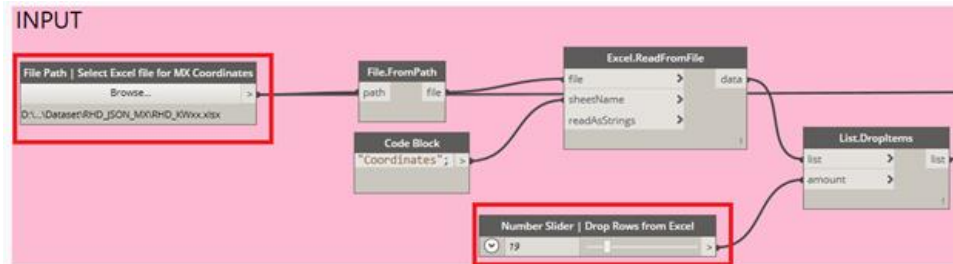 INPUT
File Path | Select Excel file for MX Coordinates
Browse...
>
D:\...\Dataset\RHD_JSON_MX\RHD_KWxx.xlsx
File.FromPath
path file
Code Block
"Coordinates"; >
Excel.ReadFromFile
file > data
sheetName >
readAsStrings >
Number Slider | Drop Rows from Excel
19 >
List.DropItems
list > list
amount >